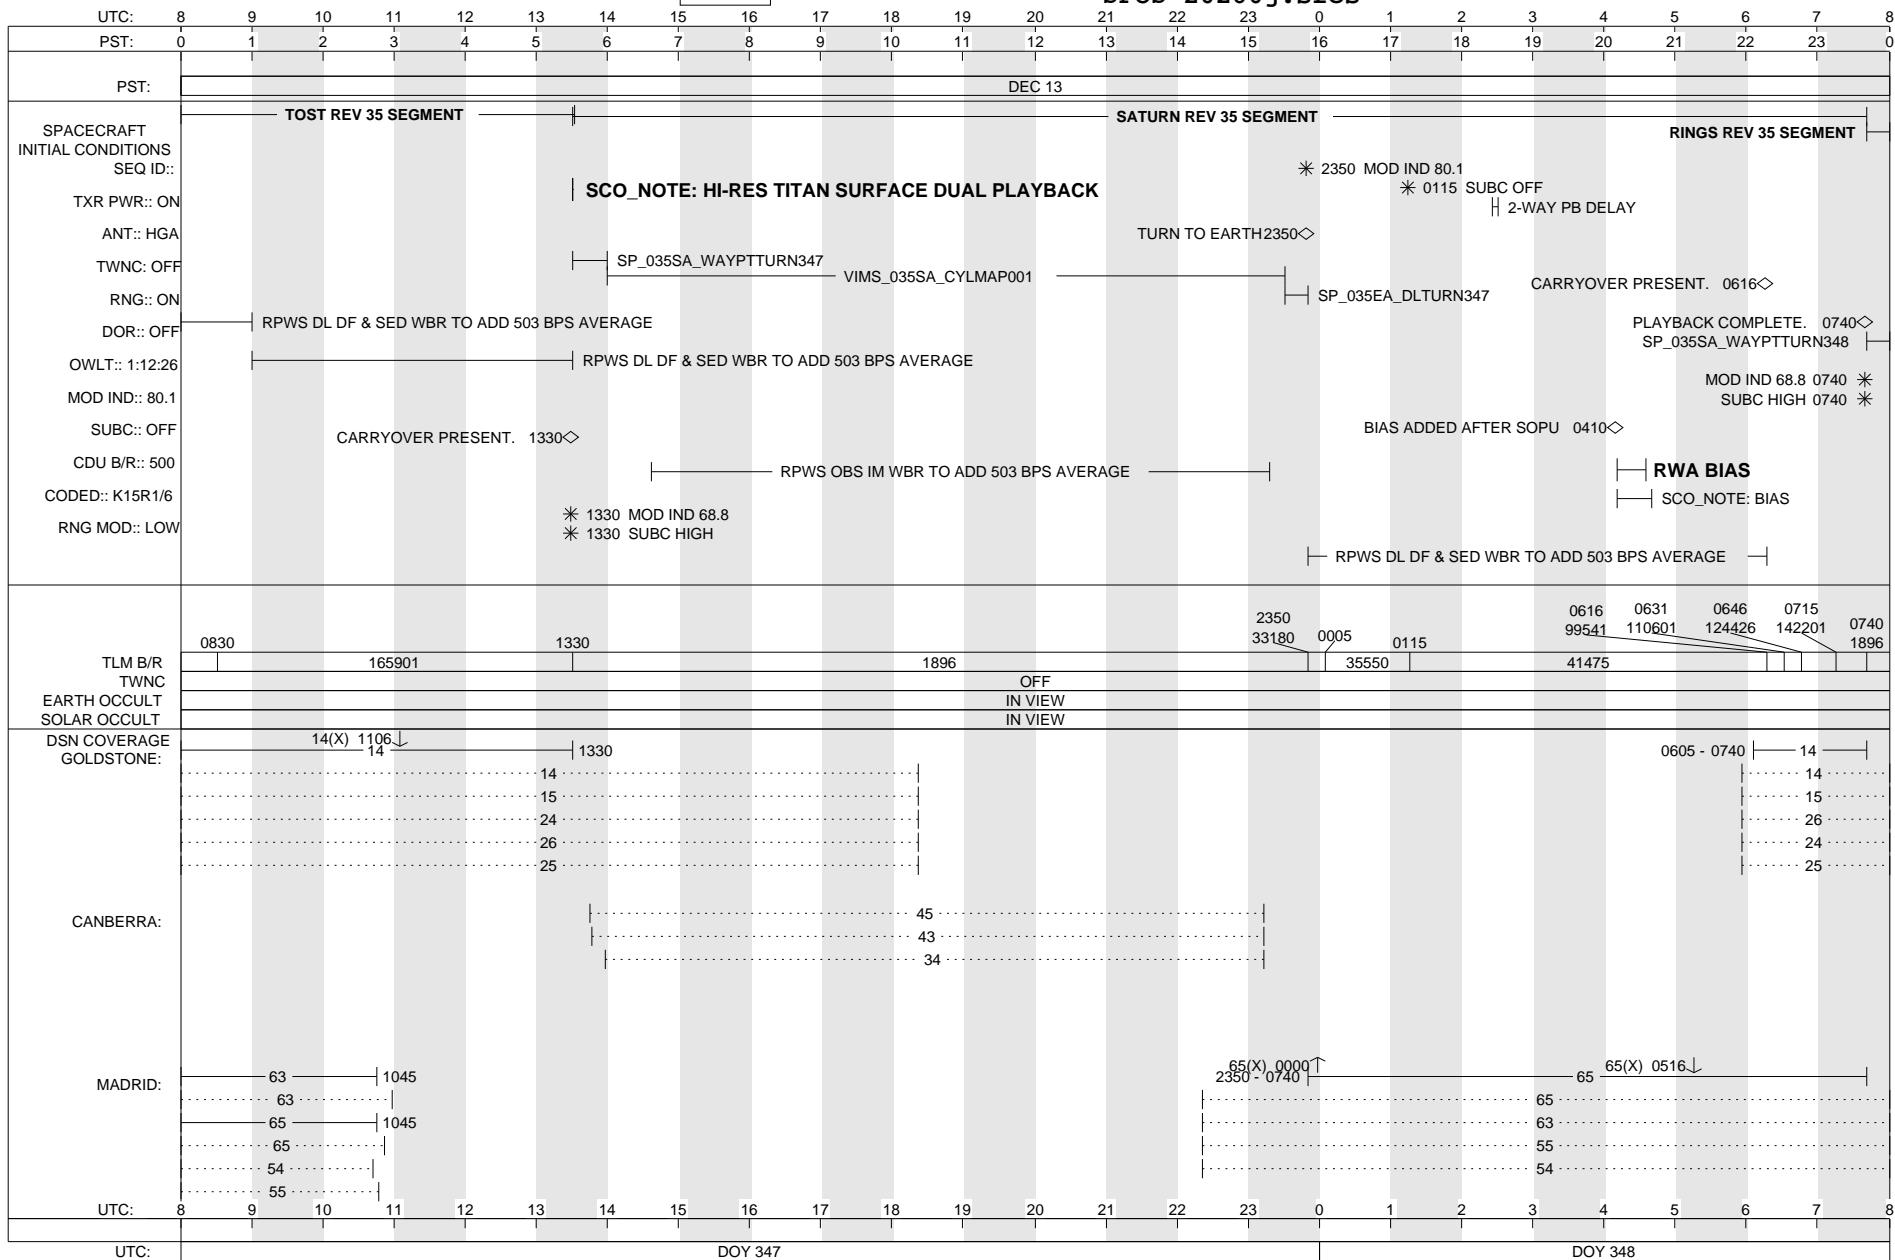 UTC: 8 9 10 11 12 13 14 15 16 17 18 19 20 21 22 23 0 1 2 3 4 5 6 7 8
PST: 0 1 2 3 4 5 6 7 8 9 10 11 12 13 14 15 16 17 18 19 20 21 22 23 0
PST: DEC 13
TOST REV 35 SEGMENT SATURN REV 35 SEGMENT
RINGS REV 35 SEGMENT
SPACECRAFT
INITIAL CONDITIONS
SEQ ID::
TXR PWR:: ON
ANT:: HGA
TWNC: OFF
RNG:: ON
DOR:: OFF
OWLT:: 1:12:26
MOD IND:: 80.1
SUBC:: OFF
CDU B/R:: 500
CODED:: K15R1/6
RNG MOD:: LOW
2350 MOD IND 80.1
SCO_NOTE: HI-RES TITAN SURFACE DUAL PLAYBACK
0115 SUBC OFF
2-WAY PB DELAY
TURN TO EARTH 2350
SP_035SA_WAYPTTURN347
VIMS_035SA_CYLMAP001
CARRYOVER PRESENT. 0616
SP_035EA_DLTURN347
RPWS DL DF & SED WBR TO ADD 503 BPS AVERAGE
PLAYBACK COMPLETE. 0740
SP_035SA_WAYPTTURN348
RPWS DL DF & SED WBR TO ADD 503 BPS AVERAGE
MOD IND 68.8 0740
SUBC HIGH 0740
CARRYOVER PRESENT. 1330
BIAS ADDED AFTER SOPU 0410
RPWS OBS IM WBR TO ADD 503 BPS AVERAGE
RWA BIAS
SCO_NOTE: BIAS
1330 MOD IND 68.8
1330 SUBC HIGH
RPWS DL DF & SED WBR TO ADD 503 BPS AVERAGE
0830 1330 2350 0005 0115 0616 0631 0646 0715 0740
33180 99541 110601 124426 142201 1896
TLM B/R 165901 1896 35550 41475
TWNC OFF
EARTH OCCULT IN VIEW
SOLAR OCCULT IN VIEW
DSN COVERAGE
GOLDSTONE:
14(X) 1106
14 1330 0605 - 0740 14
14 14
15 15
24 26
26 24
25 25
CANBERRA:
45
43
34
MADRID:
65(X) 0000 65(X) 0516
63 1045 2350 - 0740 65
63 65
65 1045 63
65 55
54 54
55
UTC: 8 9 10 11 12 13 14 15 16 17 18 19 20 21 22 23 0 1 2 3 4 5 6 7 8
UTC: DOY 347 DOY 348